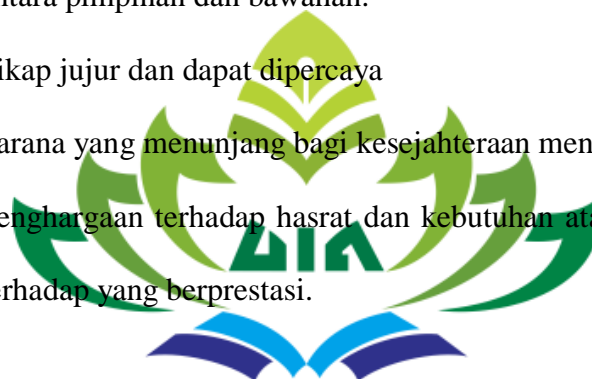 ntara pimpinan dan bawahan.
ikap jujur dan dapat dipercaya
arana yang menunjang bagi kesejahteraan men
enghargaan terhadap hasrat dan kebutuhan ata
erhadap yang berprestasi.